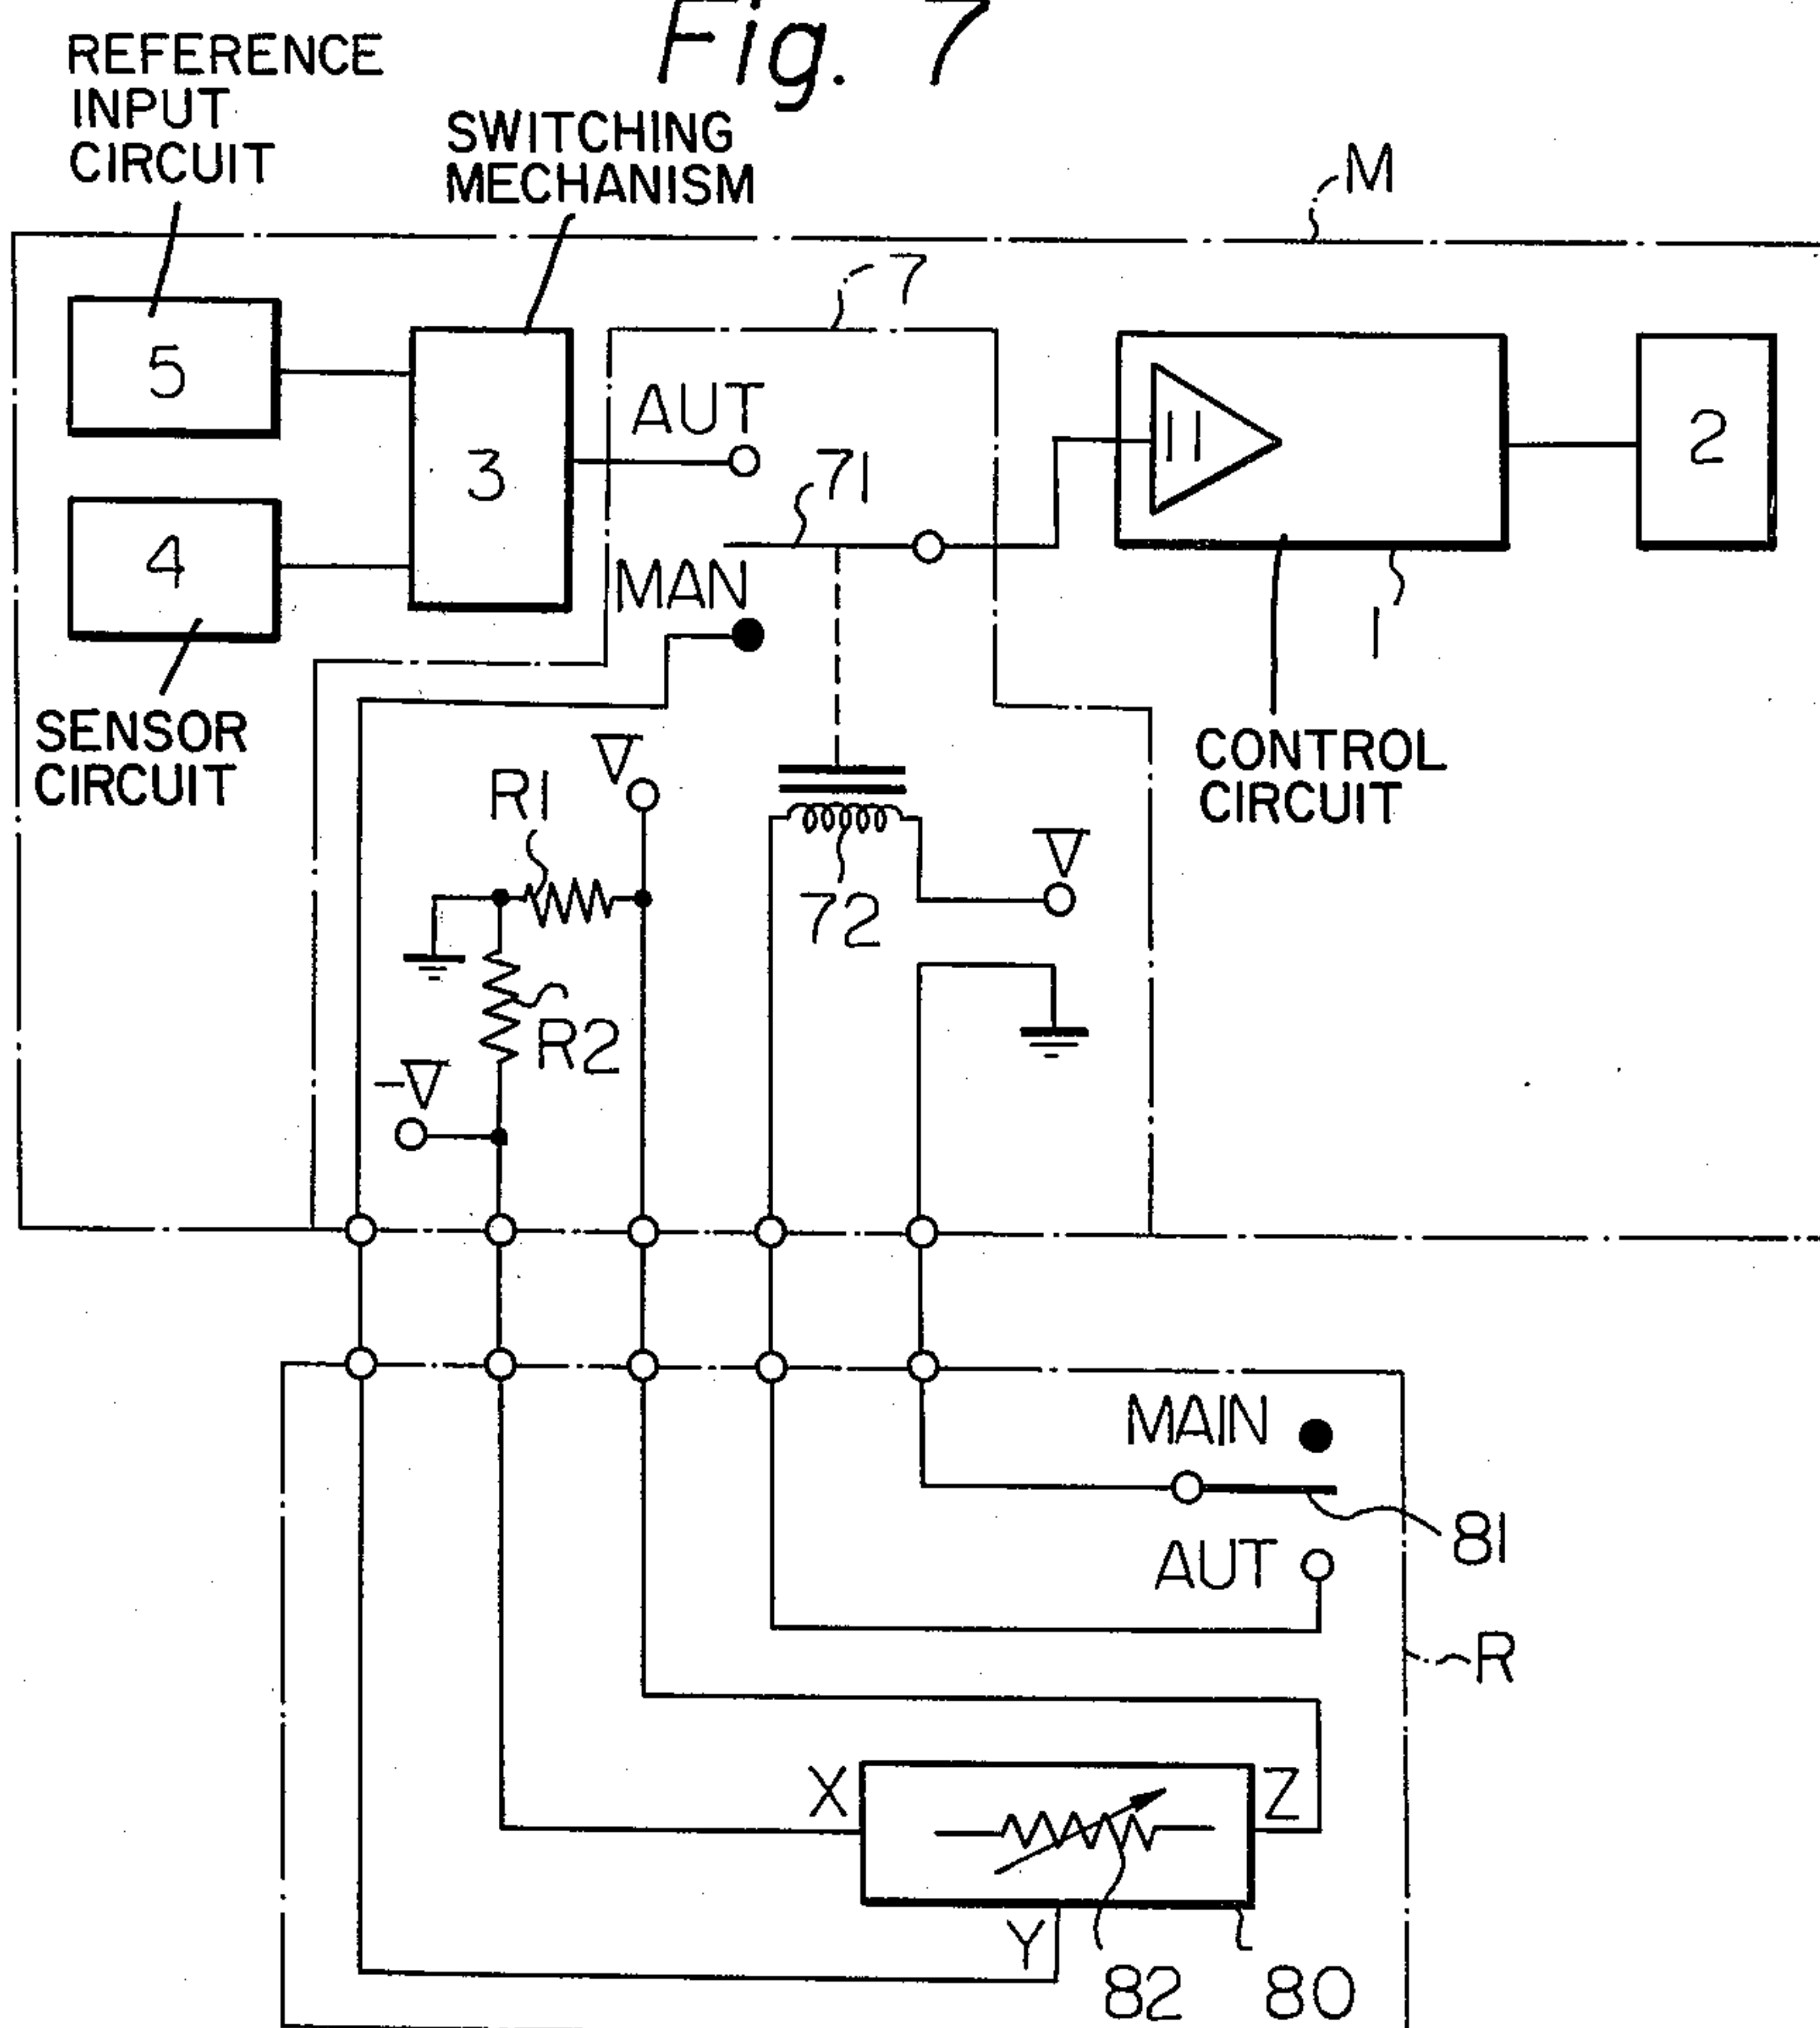 Fig. 7
REFERENCE
INPUT
CIRCUIT
SWITCHING
MECHANISM
M
7
5
3
AUT
11
2
71
4
MAN
1
SENSOR
CIRCUIT
CONTROL
CIRCUIT
V
R1
V
72
R2
-V
MAIN
81
AUT
R
X
Z
Y
82
80